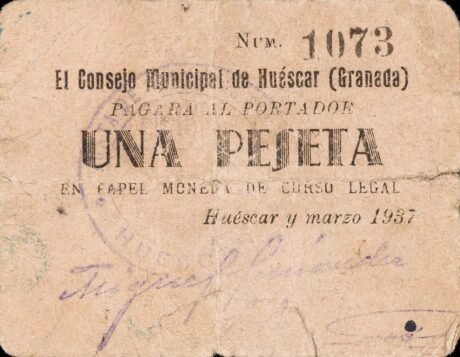 NUM. 1073
El Consejo Municipal de Huéscar (Granada)
PAGARA AL PORTADOR
UNA PESETA
EN PAPEL MONEDA DE CURSO LEGAL
Huéscar y marzo 1937
Miguel